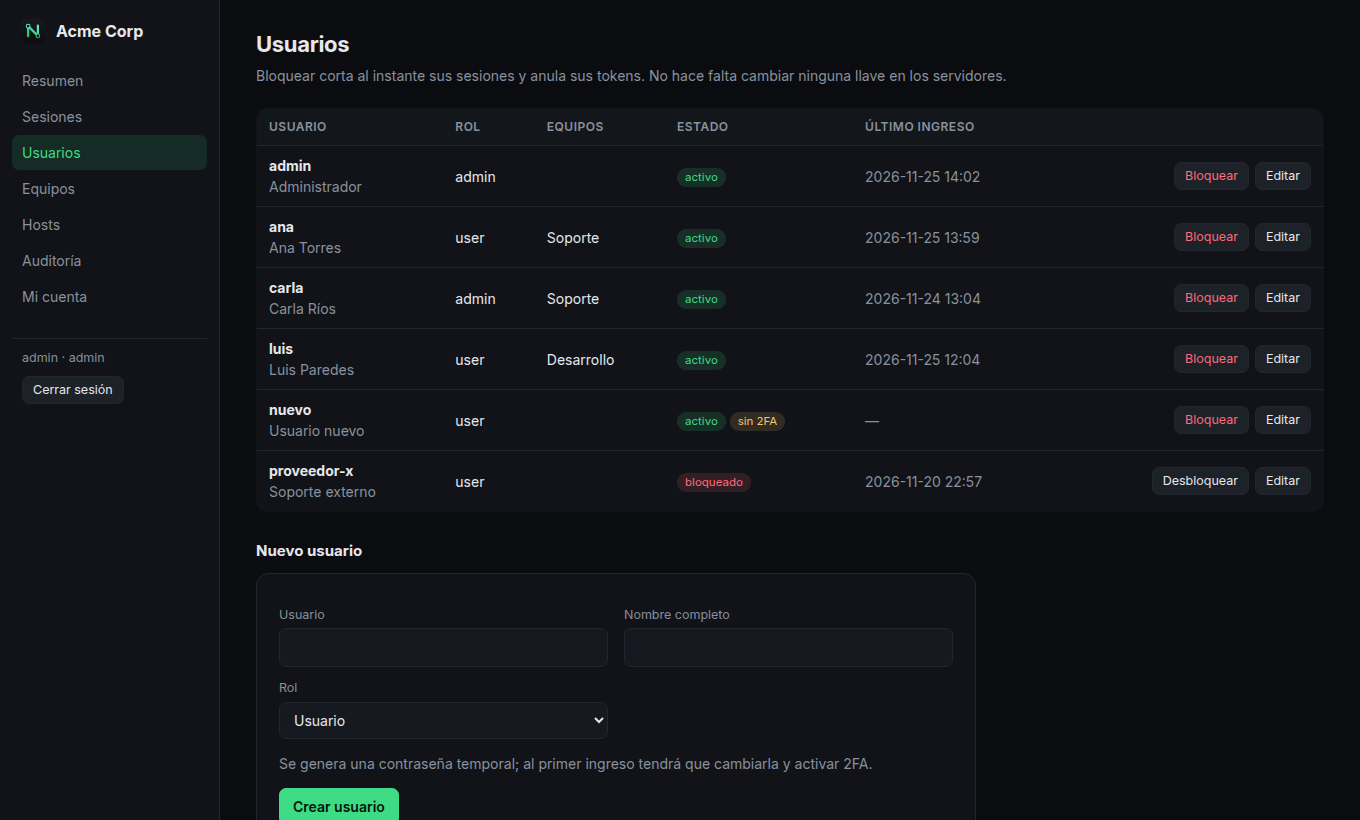 Acme Corp
Resumen
Sesiones
Usuarios
Equipos
Hosts
Auditoría
Mi cuenta
admin · admin
Cerrar sesión
Usuarios
Bloquear corta al instante sus sesiones y anula sus tokens. No hace falta cambiar ninguna llave en los servidores.
USUARIO ROL EQUIPOS ESTADO ÚLTIMO INGRESO
admin
Administrador
admin activo 2026-11-25 14:02 Bloquear Editar
ana
Ana Torres
user Soporte activo 2026-11-25 13:59 Bloquear Editar
carla
Carla Ríos
admin Soporte activo 2026-11-24 13:04 Bloquear Editar
luis
Luis Paredes
user Desarrollo activo 2026-11-25 12:04 Bloquear Editar
nuevo
Usuario nuevo
user activo sin 2FA — Bloquear Editar
proveedor-x
Soporte externo
user bloqueado 2026-11-20 22:57 Desbloquear Editar
Nuevo usuario
Usuario Nombre completo
Rol
Usuario
Se genera una contraseña temporal; al primer ingreso tendrá que cambiarla y activar 2FA.
Crear usuario